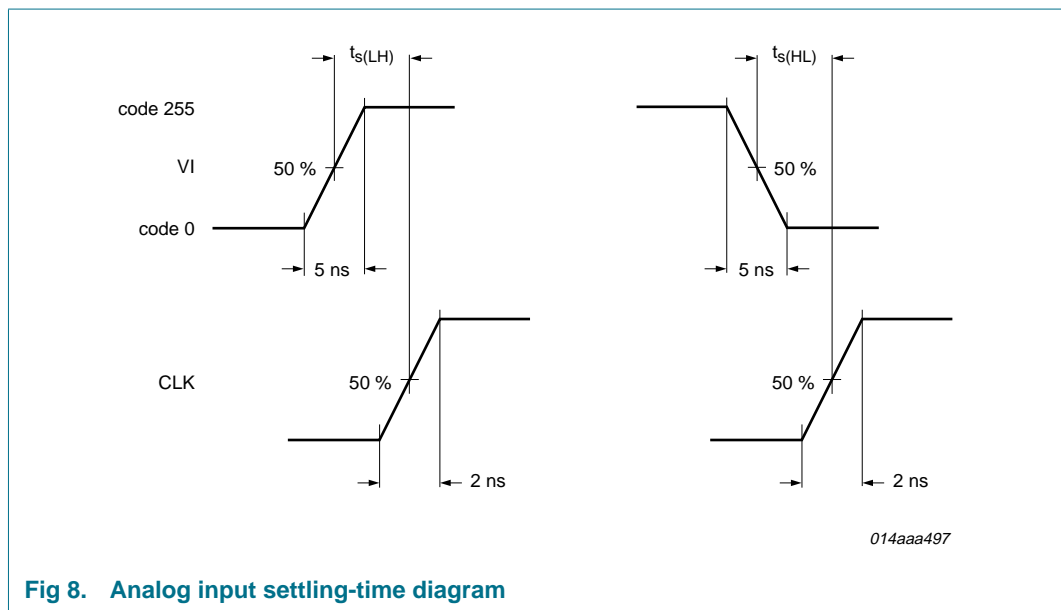 ts(LH)
ts(HL)
code 255
VI
50 %
50 %
code 0
5 ns
5 ns
CLK
50 %
50 %
2 ns
2 ns
014aaa497
Fig 8. Analog input settling-time diagram